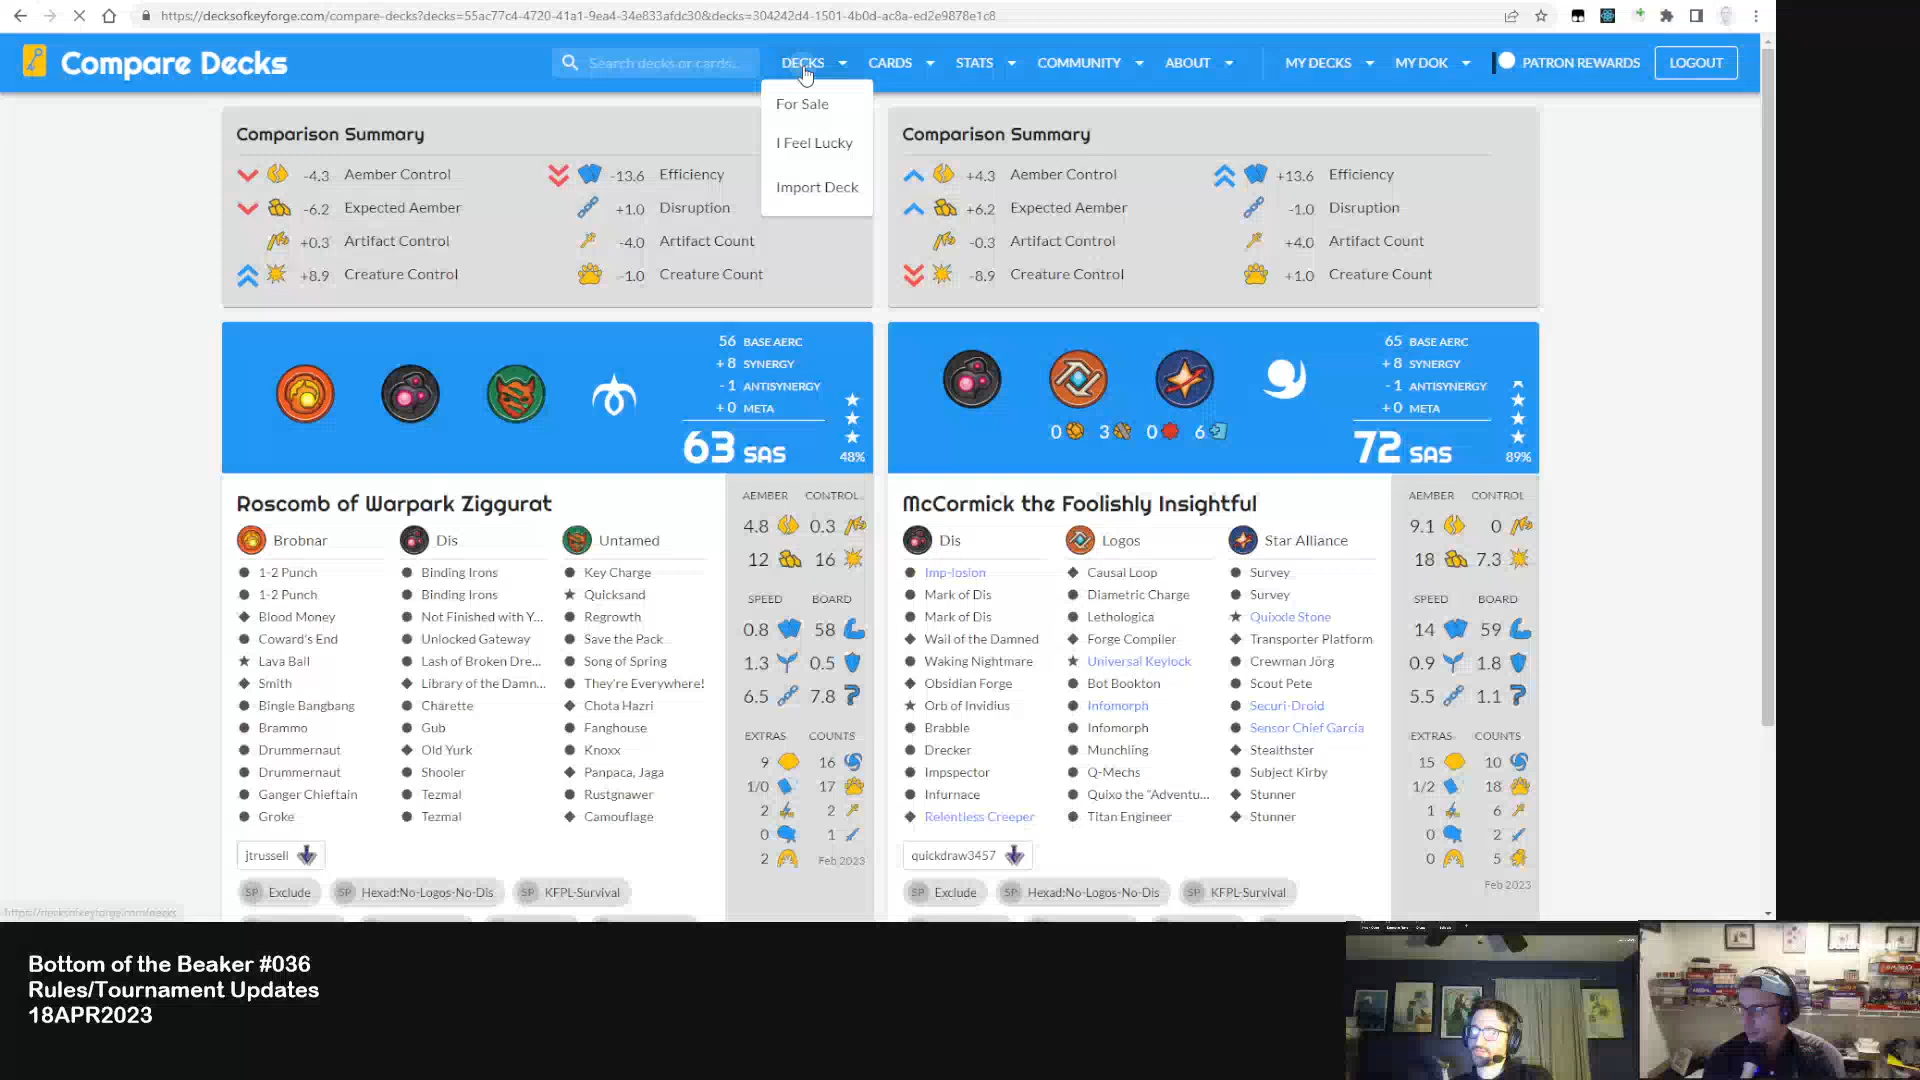 https://decksofkeyforge.com/compare-decks?decks=55ac77c4-4720-41a1-9ea4-34e833afdc30&decks=304242d4-1501-4b0d-ac8a-ed2e9878e1c8
Compare Decks
Search decks or cards...
DECKS
CARDS
STATS
COMMUNITY
ABOUT
MY DECKS
MY DOK
PATRON REWARDS
LOGOUT
For Sale
I Feel Lucky
Import Deck
Comparison Summary
-4.3 Aember Control
-13.6 Efficiency
-6.2 Expected Aember
+1.0 Disruption
+0.3 Artifact Control
-4.0 Artifact Count
+8.9 Creature Control
-1.0 Creature Count
Comparison Summary
+4.3 Aember Control
+13.6 Efficiency
+6.2 Expected Aember
-1.0 Disruption
-0.3 Artifact Control
+4.0 Artifact Count
-8.9 Creature Control
+1.0 Creature Count
56 BASE AERC
+8 SYNERGY
-1 ANTISYNERGY
+0 META
63 SAS
48%
Roscomb of Warpark Ziggurat
Brobnar
1-2 Punch
1-2 Punch
Blood Money
Coward's End
Lava Ball
Smith
Bingle Bangbang
Brammo
Drummernaut
Drummernaut
Ganger Chieftain
Groke
Dis
Binding Irons
Binding Irons
Not Finished with Y...
Unlocked Gateway
Lash of Broken Dre...
Library of the Damn...
Charette
Gub
Old Yurk
Shooler
Tezmal
Tezmal
Untamed
Key Charge
Quicksand
Regrowth
Save the Pack
Song of Spring
They're Everywhere!
Chota Hazri
Fanghouse
Knoxx
Panpaca, Jaga
Rustgnawer
Camouflage
AEMBER CONTROL
4.8 0.3
12 16
SPEED BOARD
0.8 58
1.3 0.5
6.5 7.8
EXTRAS COUNTS
9 16
1/0 17
2 2
0 1
2 Feb 2023
jtrussell
SP Exclude
SP Hexad:No-Logos-No-Dis
SP KFPL-Survival
0 3 0 6
65 BASE AERC
+8 SYNERGY
-1 ANTISYNERGY
+0 META
72 SAS
89%
McCormick the Foolishly Insightful
Dis
Imp-losion
Mark of Dis
Mark of Dis
Wail of the Damned
Waking Nightmare
Obsidian Forge
Orb of Invidius
Brabble
Drecker
Impspector
Infurnace
Relentless Creeper
Logos
Causal Loop
Diametric Charge
Lethologica
Forge Compiler
Universal Keylock
Bot Bookton
Infomorph
Infomorph
Munchling
Q-Mechs
Quixo the "Adventu...
Titan Engineer
Star Alliance
Survey
Survey
Quixxle Stone
Transporter Platform
Crewman Jörg
Scout Pete
Securi-Droid
Sensor Chief Garcia
Stealthster
Subject Kirby
Stunner
Stunner
AEMBER CONTROL
9.1 0
18 7.3
SPEED BOARD
14 59
0.9 1.8
5.5 1.1
EXTRAS COUNTS
15 10
1/2 18
1 6
0 2
0 5
Feb 2023
quickdraw3457
SP Exclude
SP Hexad:No-Logos-No-Dis
SP KFPL-Survival
https://decksofkeyforge.com/decks
Bottom of the Beaker #036
Rules/Tournament Updates
18APR2023